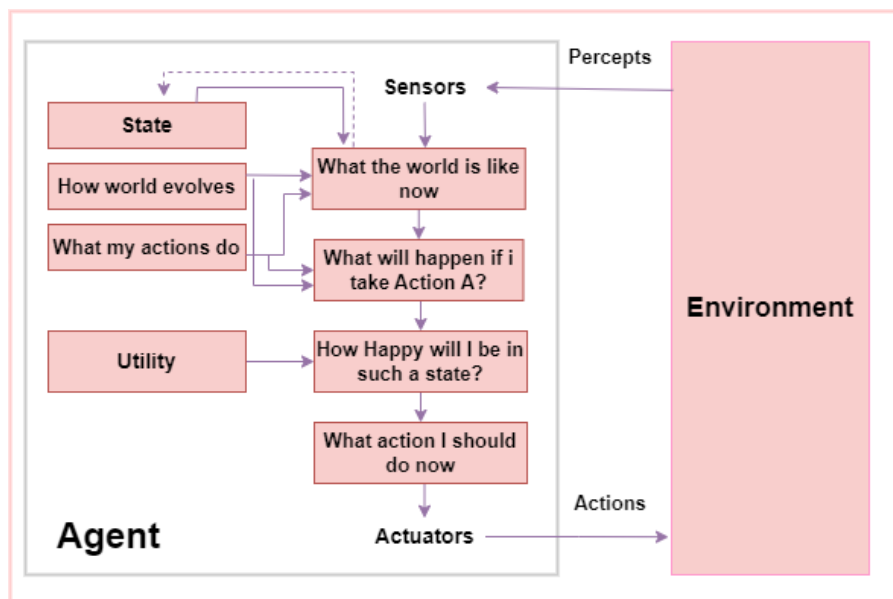 Percepts
Sensors
State
What the world is like
now
How world evolves
What my actions do
What will happen if i
take Action A?
Environment
Utility
How Happy will I be in
such a state?
What action I should
do now
Actions
Agent
Actuators